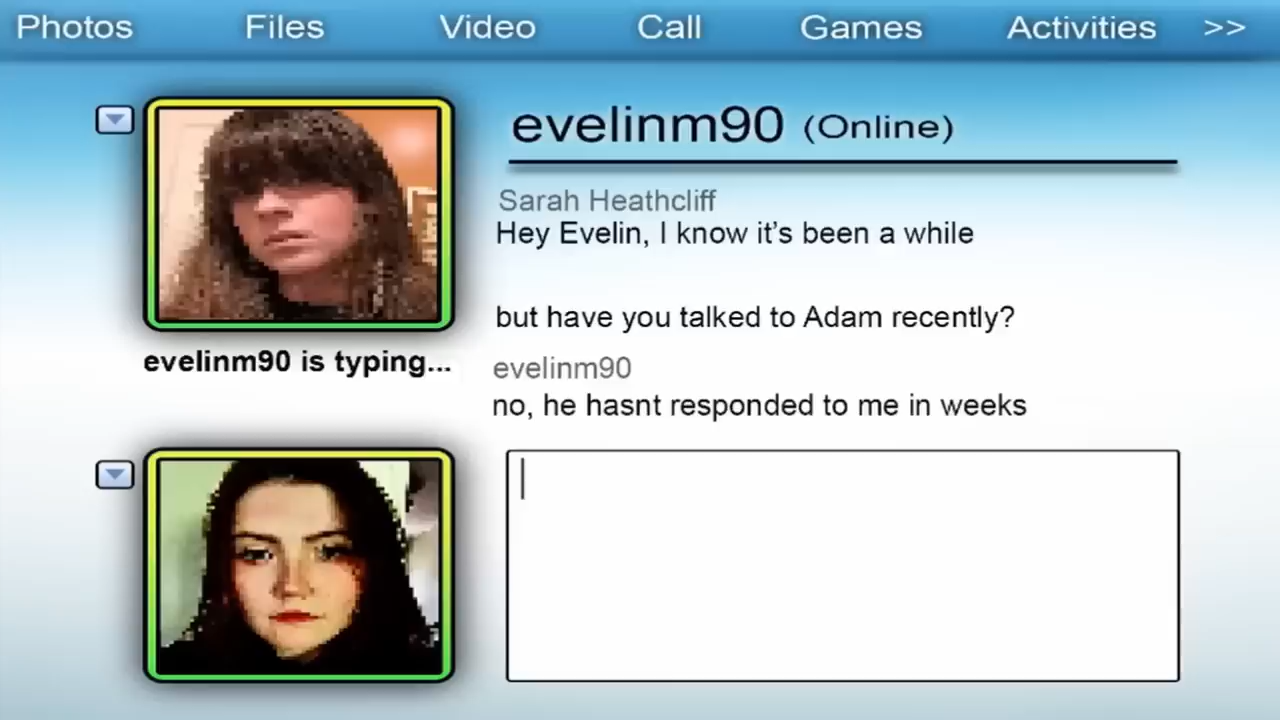 Photos Files Video Call Games Activities >>
evelinm90 (Online)
Sarah Heathcliff
Hey Evelin, I know it's been a while
but have you talked to Adam recently?
evelinm90 is typing...
evelinm90
no, he hasnt responded to me in weeks